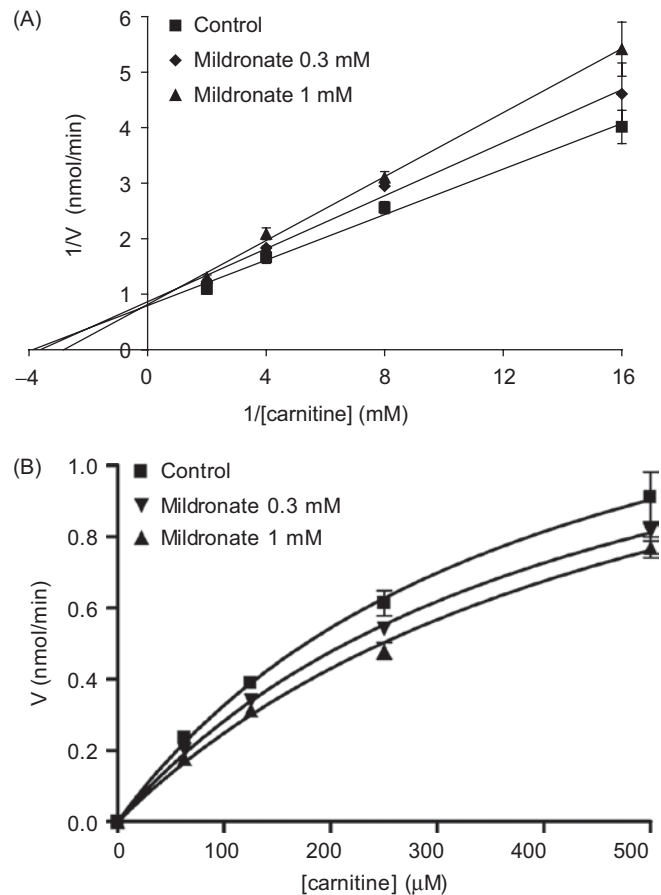 (A)
Control
Mildronate 0.3 mM
Mildronate 1 mM
6
5
4
3
2
1
0
1/V (nmol/min)
–4 0 4 8 12 16
1/[carnitine] (mM)
(B)
Control
Mildronate 0.3 mM
Mildronate 1 mM
1.0
0.8
0.6
0.4
0.2
0.0
V (nmol/min)
0 100 200 300 400 500
[carnitine] (μM)